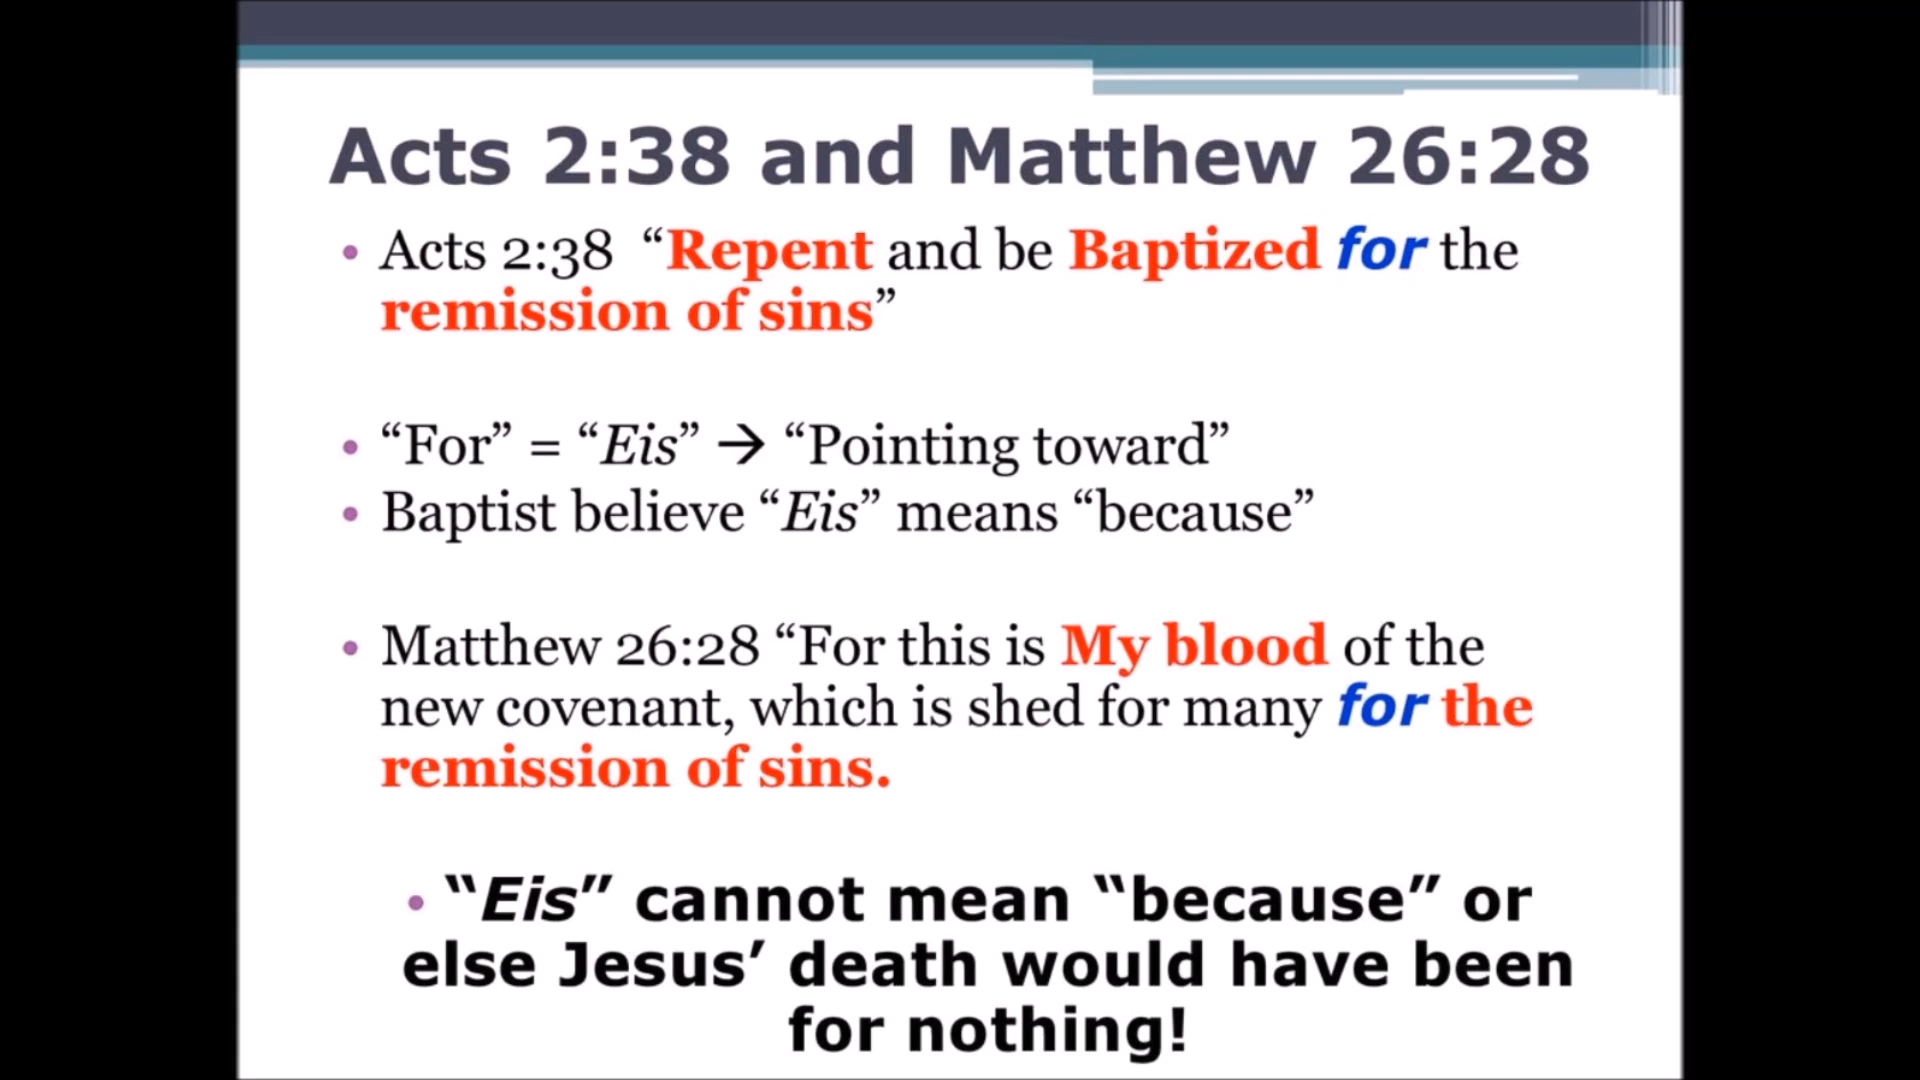 Acts 2:38 and Matthew 26:28
• Acts 2:38 “Repent and be Baptized for the
remission of sins”
• “For” = “Eis” → “Pointing toward”
• Baptist believe “Eis” means “because”
• Matthew 26:28 “For this is My blood of the
new covenant, which is shed for many for the
remission of sins.
• “Eis” cannot mean “because” or
else Jesus’ death would have been
for nothing!